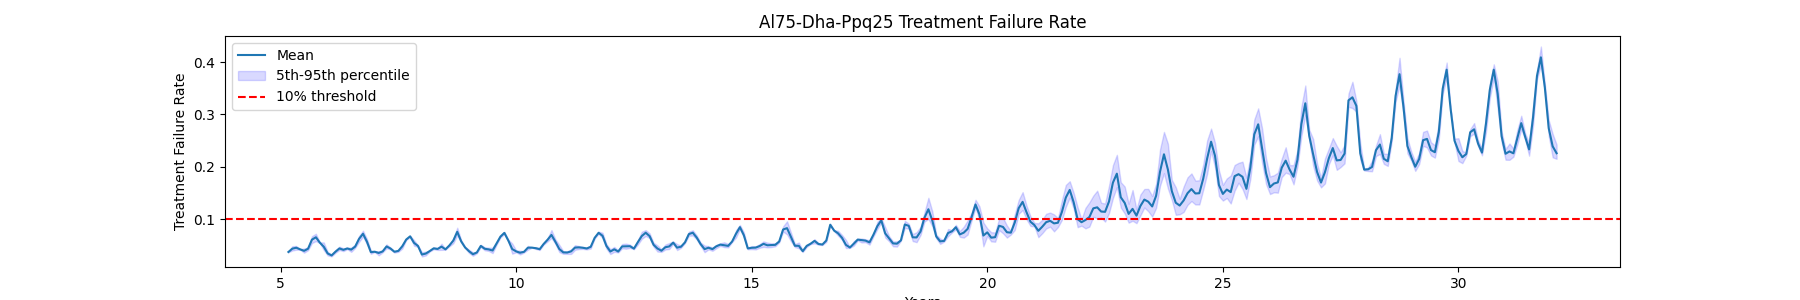 Al75-Dha-Ppq25 Treatment Failure Rate
Mean
5th-95th percentile
10% threshold
Treatment Failure Rate
0.4
0.3
0.2
0.1
5 10 15 20 25 30
Years